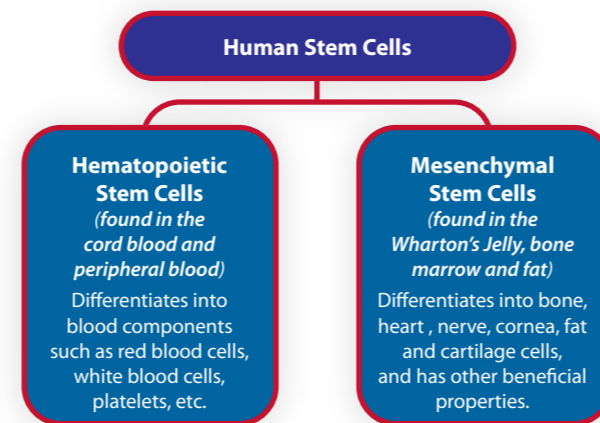 Human Stem Cells
Hematopoietic
Stem Cells
(found in the
cord blood and
peripheral blood)
Differentiates into
blood components
such as red blood cells,
white blood cells,
platelets, etc.
Mesenchymal
Stem Cells
(found in the
Wharton's Jelly, bone
marrow and fat)
Differentiates into bone,
heart , nerve, cornea, fat
and cartilage cells,
and has other beneficial
properties.